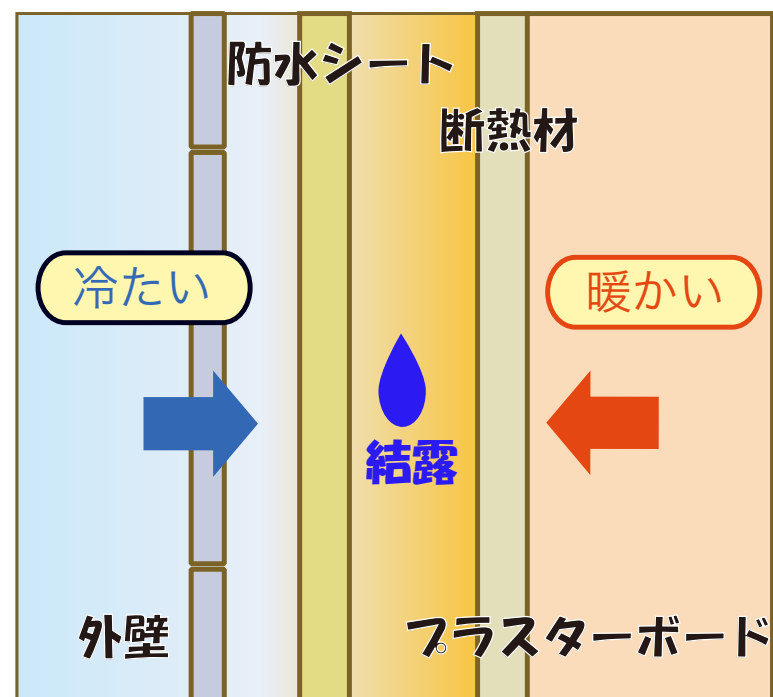 防水シート
断熱材
冷たい
暖かい
結露
外壁
プラスターボード